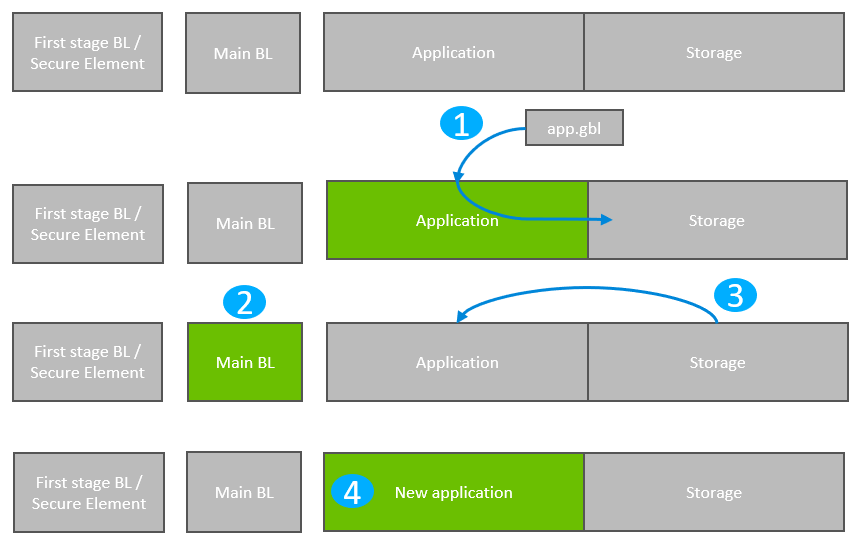 First stage BL /
Secure Element
Main BL
Application
Storage
1
app.gbl
First stage BL /
Secure Element
Main BL
Application
Storage
2
3
First stage BL /
Secure Element
Main BL
Application
Storage
First stage BL /
Secure Element
Main BL
4
New application
Storage